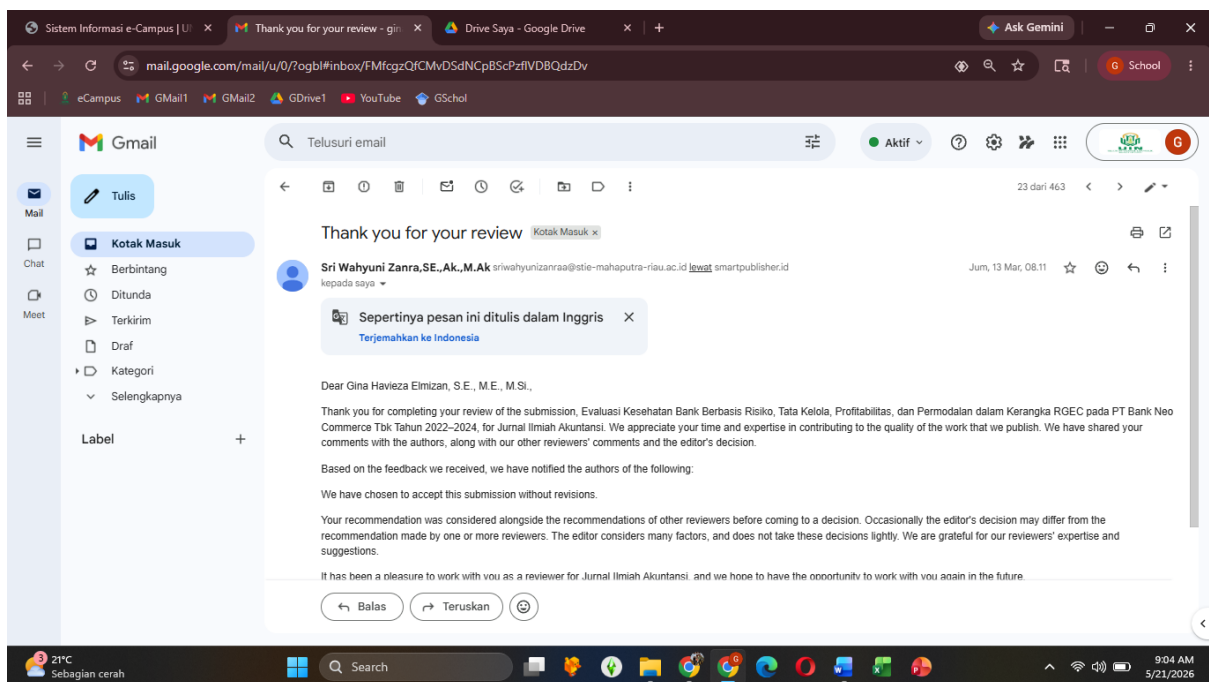 Sistem Informasi e-Campus | UI
Thank you for your review - gin
Drive Saya - Google Drive
Ask Gemini
mail.google.com/mail/u/0/?ogbl#inbox/FMfcgzQfCMvDSdNCpBScPzflVDBQdzDv
School
eCampus GMail1 GMail2 GDrive1 YouTube GSchol
Gmail
Telusuri email
Aktif
G
Tulis
23 dari 463
Mail
Chat
Meet
Kotak Masuk
Berbintang
Ditunda
Terkirim
Draf
Kategori
Selengkapnya
Label
Thank you for your review Kotak Masuk ×
Sri Wahyuni Zanra,SE.,Ak.,M.Ak sriwahyunizanraa@stie-mahaputra-riau.ac.id lewat smartpublisher.id
Jum, 13 Mar, 08.11
kepada saya
Sepertinya pesan ini ditulis dalam Inggris
Terjemahkan ke Indonesia
Dear Gina Havieza Elmizan, S.E., M.E., M.Si.,
Thank you for completing your review of the submission, Evaluasi Kesehatan Bank Berbasis Risiko, Tata Kelola, Profitabilitas, dan Permodalan dalam Kerangka RGEC pada PT Bank Neo
Commerce Tbk Tahun 2022–2024, for Jurnal Ilmiah Akuntansi. We appreciate your time and expertise in contributing to the quality of the work that we publish. We have shared your
comments with the authors, along with our other reviewers' comments and the editor's decision.
Based on the feedback we received, we have notified the authors of the following:
We have chosen to accept this submission without revisions.
Your recommendation was considered alongside the recommendations of other reviewers before coming to a decision. Occasionally the editor's decision may differ from the
recommendation made by one or more reviewers. The editor considers many factors, and does not take these decisions lightly. We are grateful for our reviewers' expertise and
suggestions.
It has been a pleasure to work with you as a reviewer for Jurnal Ilmiah Akuntansi, and we hope to have the opportunity to work with you again in the future.
Balas
Teruskan
3
21°C
Sebagian cerah
Search
9:04 AM
5/21/2026